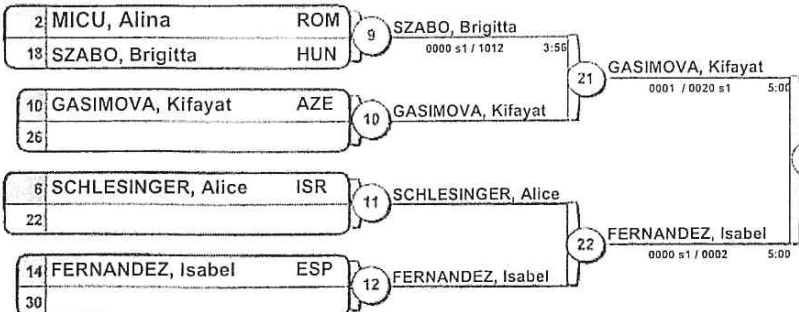 2 MICU, Alina ROM
18 SZABO, Brigitta HUN
9
SZABO, Brigitta
0000 s1 / 1012 3:56
10 GASIMOVA, Kifayat AZE
26
10
GASIMOVA, Kifayat
21
GASIMOVA, Kifayat
0001 / 0020 s1 5:00
6 SCHLESINGER, Alice ISR
22
11
SCHLESINGER, Alice
14 FERNANDEZ, Isabel ESP
30
12
FERNANDEZ, Isabel
22
FERNANDEZ, Isabel
0000 s1 / 0002 5:00